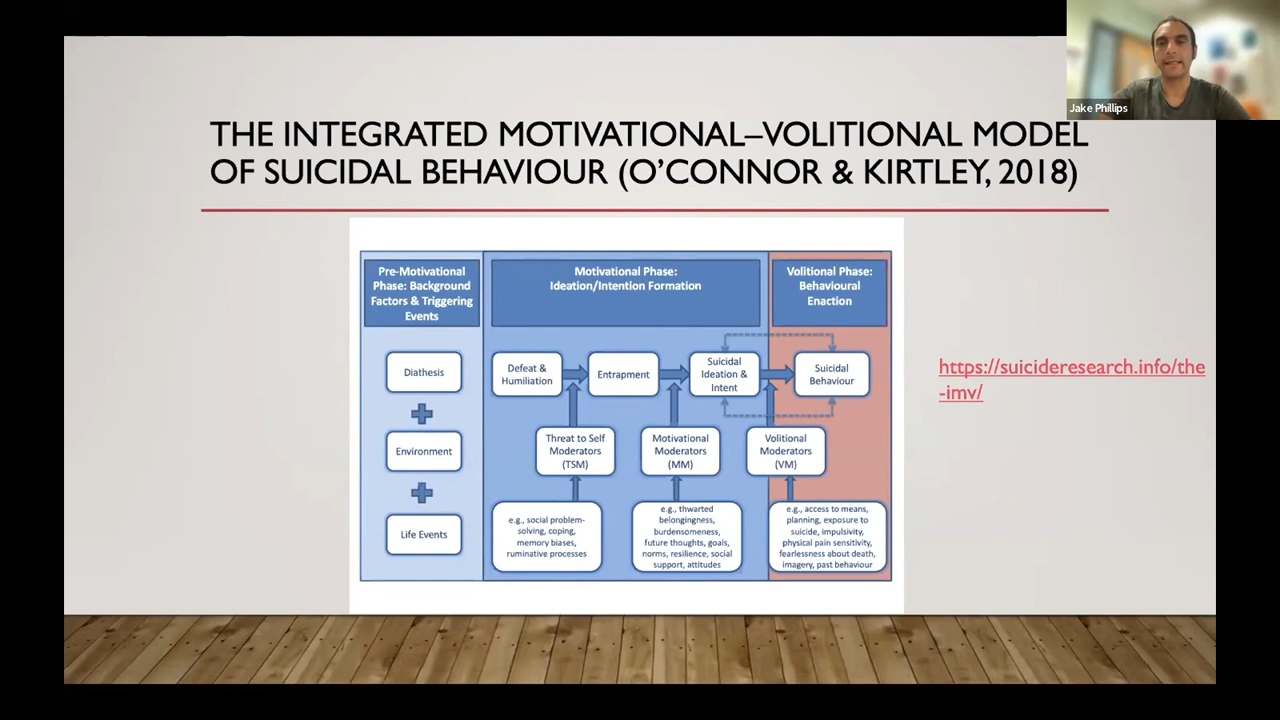 Jake Phillips
THE INTEGRATED MOTIVATIONAL–VOLITIONAL MODEL
OF SUICIDAL BEHAVIOUR (O'CONNOR & KIRTLEY, 2018)
Pre-Motivational
Phase: Background
Factors & Triggering
Events
Diathesis
Environment
Life Events
Motivational Phase:
Ideation/Intention Formation
Defeat &
Humiliation
Entrapment
Suicidal
Ideation &
Intent
Threat to Self
Moderators
(TSM)
Motivational
Moderators
(MM)
e.g., social problem-
solving, coping,
memory biases,
ruminative processes
e.g., thwarted
belongingness,
burdensomeness,
future thoughts, goals,
norms, resilience, social
support, attitudes
Volitional Phase:
Behavioural
Enaction
Suicidal
Behaviour
Volitional
Moderators
(VM)
e.g., access to means,
planning, exposure to
suicide, impulsivity,
physical pain sensitivity,
fearlessness about death,
imagery, past behaviour
https://suicideresearch.info/the
-imv/